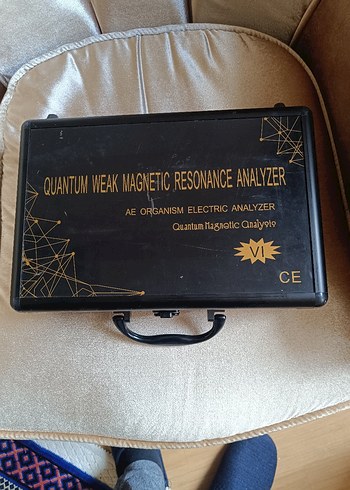 QUANTUM WEAK MAGNETIC RESONANCE ANALYZER
AE ORGANISM ELECTRIC ANALYZER
Quantum Magnetic Analysis
VI
CE